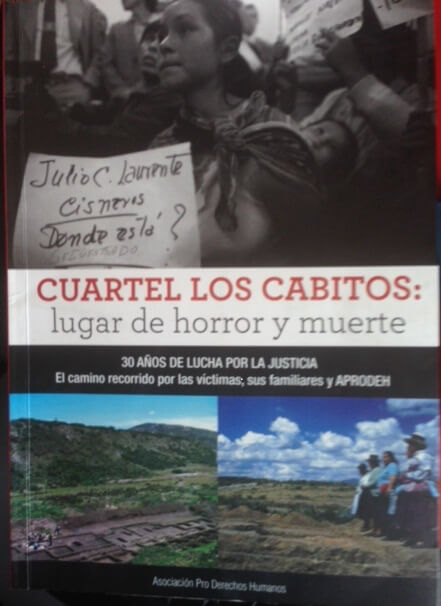 Julio C. Laurente
Cisneros
Donde está?
SECUESTRADO
CUARTEL LOS CABITOS:
lugar de horror y muerte
30 AÑOS DE LUCHA POR LA JUSTICIA
El camino recorrido por las víctimas, sus familiares y APRODEH
Asociación Pro Derechos Humanos